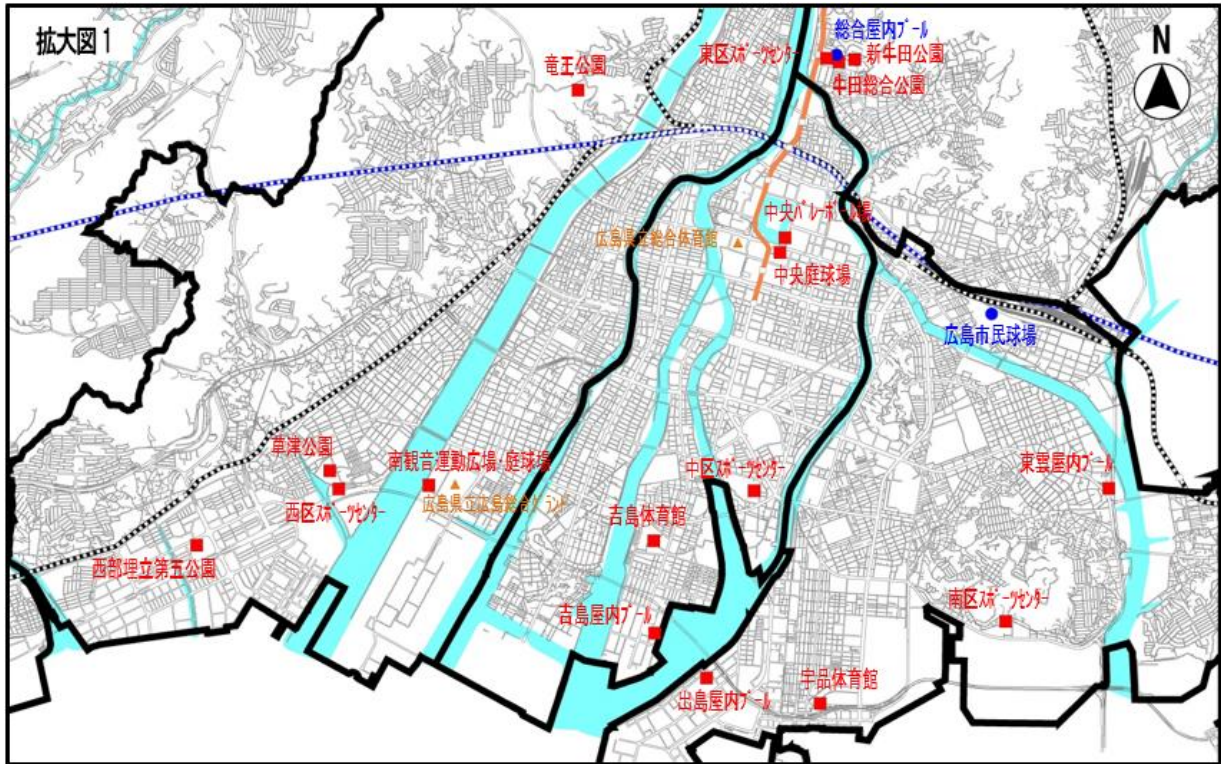 拡大図1
N
総合屋内プール
東区スポーツセンター
新牛田公園
牛田総合公園
竜王公園
中央バレーボール場
広島県立総合体育館
中央庭球場
広島市民球場
草津公園
南観音運動広場・庭球場
中区スポーツセンター
東雲屋内プール
西区スポーツセンター
広島県立広島総合グランド
吉島体育館
西部埋立第五公園
吉島屋内プール
南区スポーツセンター
出島屋内プール
宇品体育館